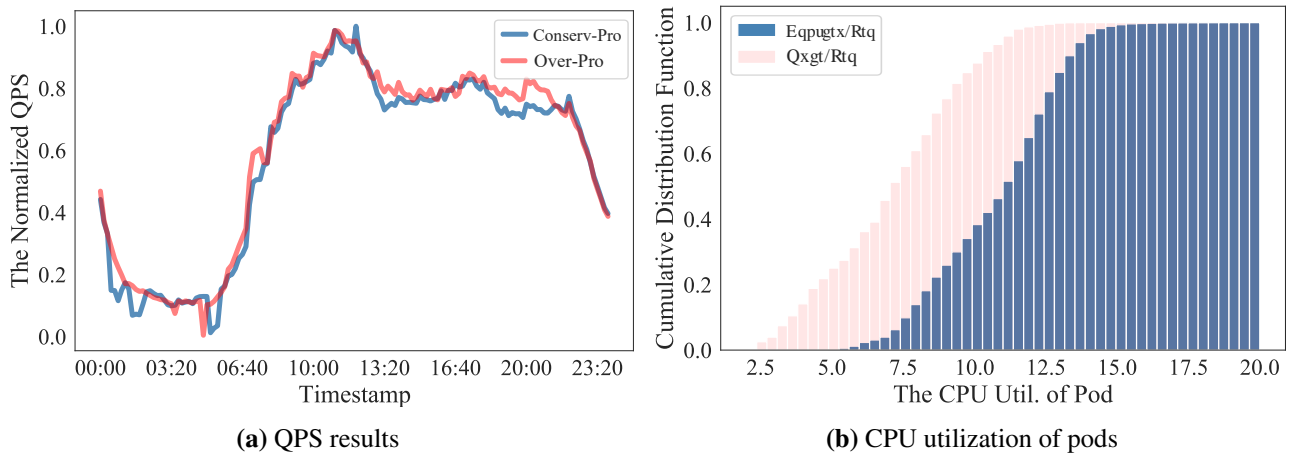 The Normalized QPS
1.0
0.8
0.6
0.4
0.2
0.0
Conserv-Pro
Over-Pro
00:00 03:20 06:40 10:00 13:20 16:40 20:00 23:20
Timestamp
(a) QPS results
Cumulative Distribution Function
1.0
0.8
0.6
0.4
0.2
0.0
Eqpugtx/Rtq
Qxgt/Rtq
2.5 5.0 7.5 10.0 12.5 15.0 17.5 20.0
The CPU Util. of Pod
(b) CPU utilization of pods